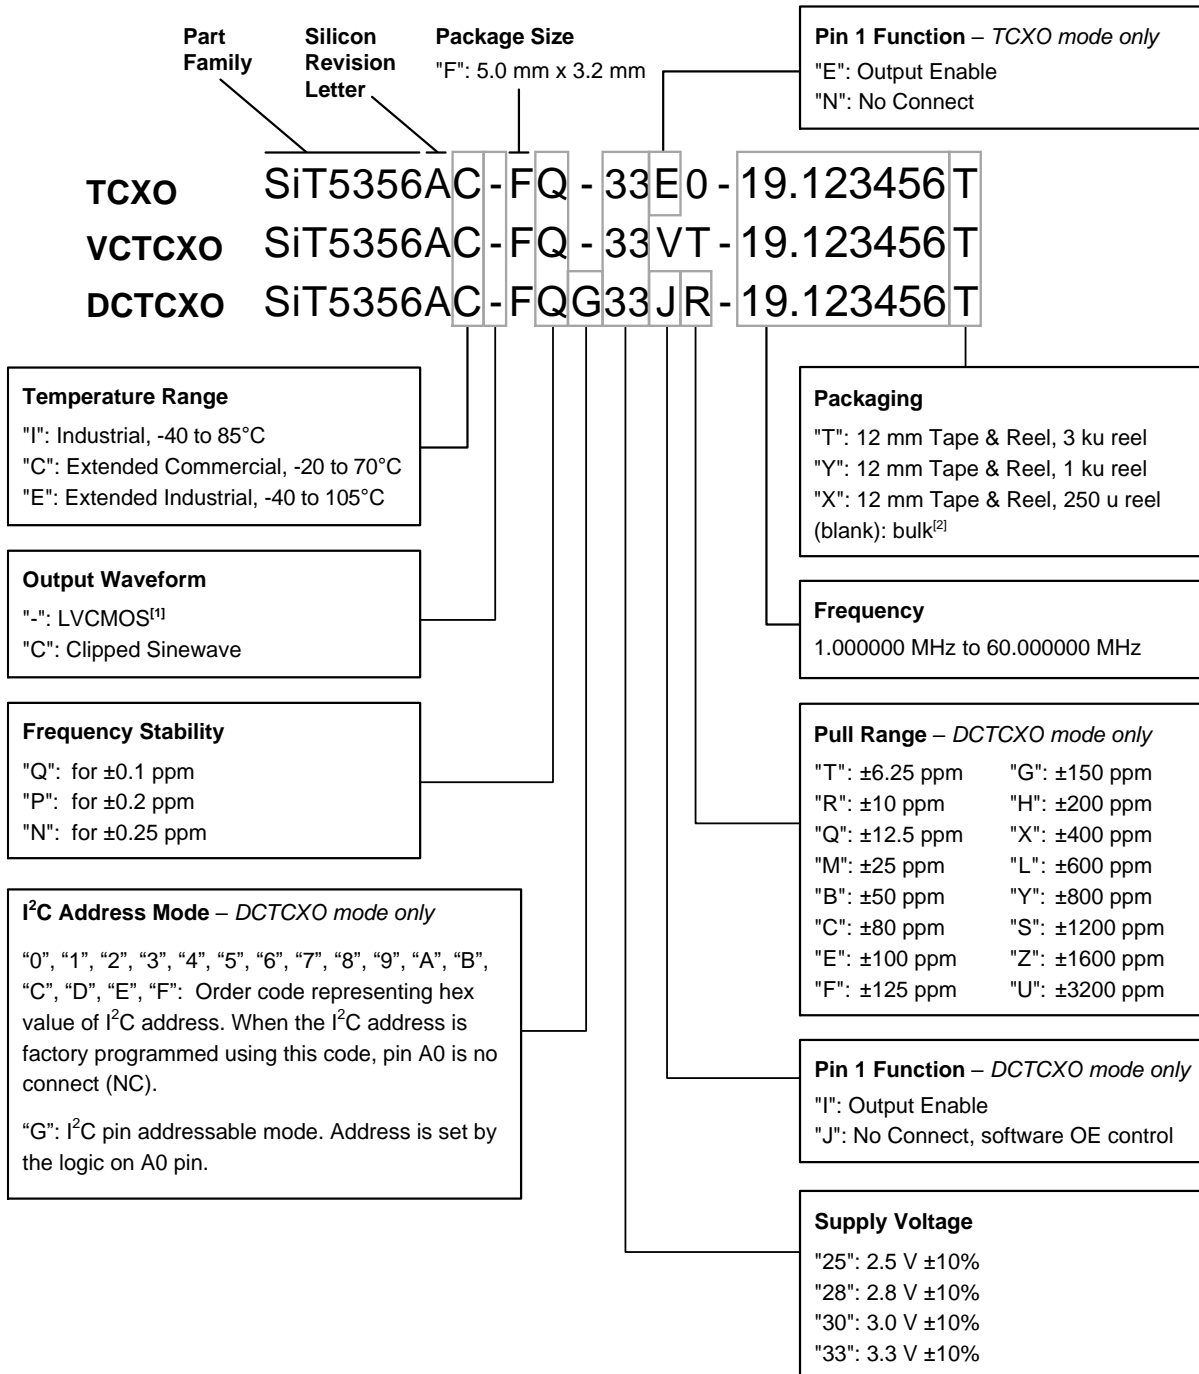 Part Family
Silicon Revision Letter
Package Size
"F": 5.0 mm x 3.2 mm
Pin 1 Function – TCXO mode only
"E": Output Enable
"N": No Connect
TCXO SiT5356AC-FQ-33E0-19.123456T
VCTCXO SiT5356AC-FQ-33VT-19.123456T
DCTCXO SiT5356AC-FQG33JR-19.123456T
Temperature Range
"I": Industrial, -40 to 85°C
"C": Extended Commercial, -20 to 70°C
"E": Extended Industrial, -40 to 105°C
Output Waveform
"-": LVCMOS[1]
"C": Clipped Sinewave
Frequency Stability
"Q": for ±0.1 ppm
"P": for ±0.2 ppm
"N": for ±0.25 ppm
I2C Address Mode – DCTCXO mode only
“0”, “1”, “2”, “3”, “4”, “5”, “6”, “7”, “8”, “9”, “A”, “B”,
“C”, “D”, “E”, “F”: Order code representing hex
value of I2C address. When the I2C address is
factory programmed using this code, pin A0 is no
connect (NC).
“G”: I2C pin addressable mode. Address is set by
the logic on A0 pin.
Packaging
"T": 12 mm Tape & Reel, 3 ku reel
"Y": 12 mm Tape & Reel, 1 ku reel
"X": 12 mm Tape & Reel, 250 u reel
(blank): bulk[2]
Frequency
1.000000 MHz to 60.000000 MHz
Pull Range – DCTCXO mode only
"T": ±6.25 ppm "G": ±150 ppm
"R": ±10 ppm "H": ±200 ppm
"Q": ±12.5 ppm "X": ±400 ppm
"M": ±25 ppm "L": ±600 ppm
"B": ±50 ppm "Y": ±800 ppm
"C": ±80 ppm "S": ±1200 ppm
"E": ±100 ppm "Z": ±1600 ppm
"F": ±125 ppm "U": ±3200 ppm
Pin 1 Function – DCTCXO mode only
"I": Output Enable
"J": No Connect, software OE control
Supply Voltage
"25": 2.5 V ±10%
"28": 2.8 V ±10%
"30": 3.0 V ±10%
"33": 3.3 V ±10%